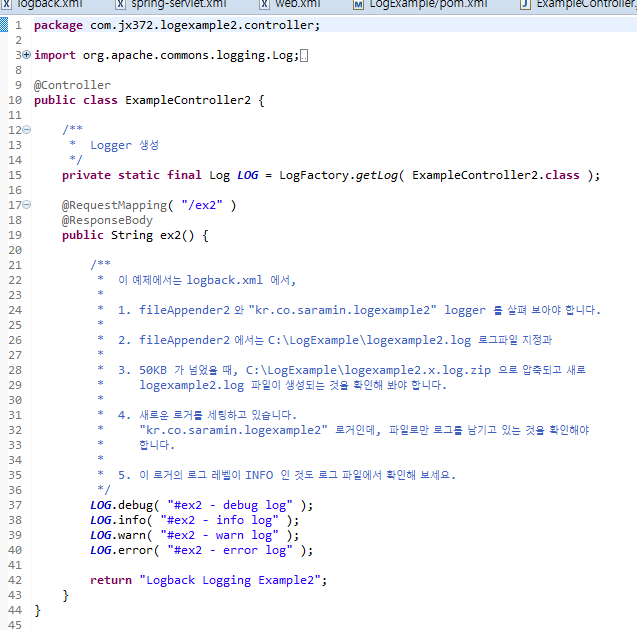 logback.xml spring-servlet.xml web.xml LogExample/pom.xml ExampleController.
1 package com.jx372.logexample2.controller;
2
3 import org.apache.commons.logging.Log;
8
9 @Controller
10 public class ExampleController2 {
11
12 /**
13 * Logger 생성
14 */
15 private static final Log LOG = LogFactory.getLog( ExampleController2.class );
16
17 @RequestMapping( "/ex2" )
18 @ResponseBody
19 public String ex2() {
20
21 /**
22 * 이 예제에서는 logback.xml 에서,
23 *
24 * 1. fileAppender2 와 "kr.co.saramin.logexample2" logger 를 살펴 보아야 합니다.
25 *
26 * 2. fileAppender2 에서는 C:\LogExample\logexample2.log 로그파일 지정과
27 *
28 * 3. 50KB 가 넘었을 때, C:\LogExample\logexample2.x.log.zip 으로 압축되고 새로
29 * logexample2.log 파일이 생성되는 것을 확인해 봐야 합니다.
30 *
31 * 4. 새로운 로거를 세팅하고 있습니다.
32 * "kr.co.saramin.logexample2" 로거인데, 파일로만 로그를 남기고 있는 것을 확인해야
33 * 합니다.
34 *
35 * 5. 이 로거의 로그 레벨이 INFO 인 것도 로그 파일에서 확인해 보세요.
36 */
37 LOG.debug( "#ex2 - debug log" );
38 LOG.info( "#ex2 - info log" );
39 LOG.warn( "#ex2 - warn log" );
40 LOG.error( "#ex2 - error log" );
41
42 return "Logback Logging Example2";
43 }
44 }
45